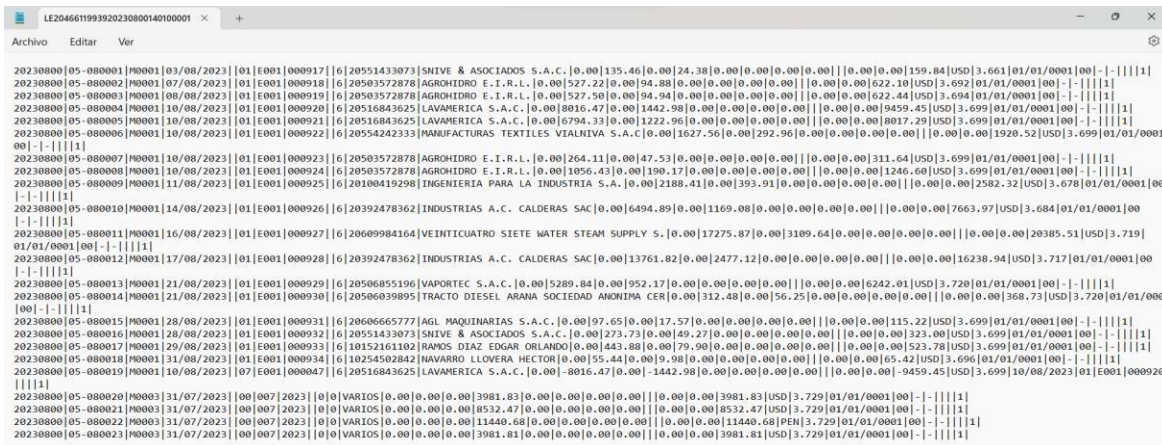 LE2046611993920230800140100001
Archivo Editar Ver
20230800|05-080001|M0001|03/08/2023||01|E001|000917||6|20551433073|SNIVE & ASOCIADOS S.A.C.|0.00|135.46|0.00|24.38|0.00|0.00|0.00|0.00|||0.00|0.00|159.84|USD|3.661|01/01/0001|00|-|-||||1|
20230800|05-080002|M0001|07/08/2023||01|E001|000918||6|20503572878|AGROHIDRO E.I.R.L.|0.00|527.22|0.00|94.88|0.00|0.00|0.00|0.00|||0.00|0.00|622.10|USD|3.692|01/01/0001|00|-|-||||1|
20230800|05-080003|M0001|08/08/2023||01|E001|000919||6|20503572878|AGROHIDRO E.I.R.L.|0.00|527.50|0.00|94.94|0.00|0.00|0.00|0.00|||0.00|0.00|622.44|USD|3.694|01/01/0001|00|-|-||||1|
20230800|05-080004|M0001|10/08/2023||01|E001|000920||6|20516843625|LAVAMERICA S.A.C.|0.00|8016.47|0.00|1442.98|0.00|0.00|0.00|0.00|||0.00|0.00|9459.45|USD|3.699|01/01/0001|00|-|-||||1|
20230800|05-080005|M0001|10/08/2023||01|E001|000921||6|20516843625|LAVAMERICA S.A.C.|0.00|6794.33|0.00|1222.96|0.00|0.00|0.00|0.00|||0.00|0.00|8017.29|USD|3.699|01/01/0001|00|-|-||||1|
20230800|05-080006|M0001|10/08/2023||01|E001|000922||6|20554242333|MANUFACTURAS TEXTILES VIALNIVA S.A.C|0.00|1627.56|0.00|292.96|0.00|0.00|0.00|0.00|||0.00|0.00|1920.52|USD|3.699|01/01/0001
00|-|-||||1|
20230800|05-080007|M0001|10/08/2023||01|E001|000923||6|20503572878|AGROHIDRO E.I.R.L.|0.00|264.11|0.00|47.53|0.00|0.00|0.00|0.00|||0.00|0.00|311.64|USD|3.699|01/01/0001|00|-|-||||1|
20230800|05-080008|M0001|10/08/2023||01|E001|000924||6|20503572878|AGROHIDRO E.I.R.L.|0.00|1056.43|0.00|190.17|0.00|0.00|0.00|0.00|||0.00|0.00|1246.60|USD|3.699|01/01/0001|00|-|-||||1|
20230800|05-080009|M0001|11/08/2023||01|E001|000925||6|20100419298|INGENIERIA PARA LA INDUSTRIA S.A.|0.00|2188.41|0.00|393.91|0.00|0.00|0.00|0.00|||0.00|0.00|2582.32|USD|3.678|01/01/0001|00
|-|-||||1|
20230800|05-080010|M0001|14/08/2023||01|E001|000926||6|20392478362|INDUSTRIAS A.C. CALDERAS SAC|0.00|6494.89|0.00|1169.08|0.00|0.00|0.00|0.00|||0.00|0.00|7663.97|USD|3.684|01/01/0001|00
|-|-||||1|
20230800|05-080011|M0001|16/08/2023||01|E001|000927||6|20609984164|VEINTICUATRO SIETE WATER STEAM SUPPLY S.|0.00|17275.87|0.00|3109.64|0.00|0.00|0.00|0.00|||0.00|0.00|20385.51|USD|3.719|
01/01/0001|00|-|-||||1|
20230800|05-080012|M0001|17/08/2023||01|E001|000928||6|20392478362|INDUSTRIAS A.C. CALDERAS SAC|0.00|13761.82|0.00|2477.12|0.00|0.00|0.00|0.00|||0.00|0.00|16238.94|USD|3.717|01/01/0001|00
|-|-||||1|
20230800|05-080013|M0001|21/08/2023||01|E001|000929||6|20506855196|VAPORTEC S.A.C.|0.00|5289.84|0.00|952.17|0.00|0.00|0.00|0.00|||0.00|0.00|6242.01|USD|3.720|01/01/0001|00|-|-||||1|
20230800|05-080014|M0001|21/08/2023||01|E001|000930||6|20506039895|TRACTO DIESEL ARANA SOCIEDAD ANONIMA CER|0.00|312.48|0.00|56.25|0.00|0.00|0.00|0.00|||0.00|0.00|368.73|USD|3.720|01/01/000
|00|-|-||||1|
20230800|05-080015|M0001|28/08/2023||01|E001|000931||6|20606665777|AGL MAQUINARIAS S.A.C.|0.00|97.65|0.00|17.57|0.00|0.00|0.00|0.00|||0.00|0.00|115.22|USD|3.699|01/01/0001|00|-|-||||1|
20230800|05-080016|M0001|28/08/2023||01|E001|000932||6|20551433073|SNIVE & ASOCIADOS S.A.C.|0.00|273.73|0.00|49.27|0.00|0.00|0.00|0.00|||0.00|0.00|323.00|USD|3.699|01/01/0001|00|-|-||||1|
20230800|05-080017|M0001|29/08/2023||01|E001|000933||6|10152161102|RAMOS DIAZ EDGAR ORLANDO|0.00|443.88|0.00|79.90|0.00|0.00|0.00|0.00|||0.00|0.00|523.78|USD|3.699|01/01/0001|00|-|-||||1|
20230800|05-080018|M0001|31/08/2023||01|E001|000934||6|10254502842|NAVARRO LLOVERA HECTOR|0.00|55.44|0.00|9.98|0.00|0.00|0.00|0.00|||0.00|0.00|65.42|USD|3.696|01/01/0001|00|-|-||||1|
20230800|05-080019|M0001|10/08/2023||07|E001|000047||6|20516843625|LAVAMERICA S.A.C.|0.00|-8016.47|0.00|-1442.98|0.00|0.00|0.00|0.00|||0.00|0.00|-9459.45|USD|3.699|10/08/2023|01|E001|000920
||||1|
20230800|05-080020|M0003|31/07/2023||00|007|2023||0|0|VARIOS|0.00|0.00|0.00|3981.83|0.00|0.00|0.00|0.00|||0.00|0.00|3981.83|USD|3.729|01/01/0001|00|-|-||||1|
20230800|05-080021|M0003|31/07/2023||00|007|2023||0|0|VARIOS|0.00|0.00|0.00|8532.47|0.00|0.00|0.00|0.00|||0.00|0.00|8532.47|USD|3.729|01/01/0001|00|-|-||||1|
20230800|05-080022|M0003|31/07/2023||00|007|2023||0|0|VARIOS|0.00|0.00|0.00|11440.68|0.00|0.00|0.00|0.00|||0.00|0.00|11440.68|PEN|3.729|01/01/0001|00|-|-||||1|
20230800|05-080023|M0003|31/07/2023||00|007|2023||0|0|VARIOS|0.00|0.00|0.00|3981.81|0.00|0.00|0.00|0.00|||0.00|0.00|3981.81|USD|3.729|01/01/0001|00|-|-||||1|